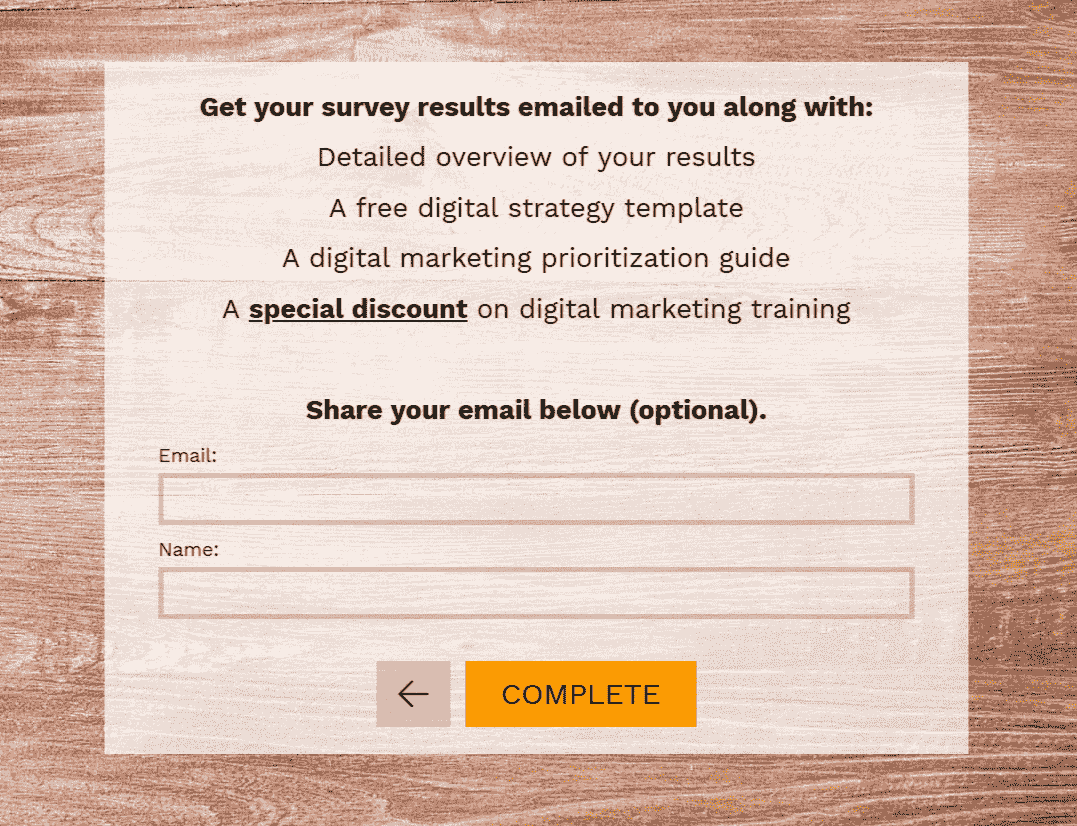 Get your survey results emailed to you along with:
Detailed overview of your results
A free digital strategy template
A digital marketing prioritization guide
A special discount on digital marketing training
Share your email below (optional).
Email:
Name:
COMPLETE